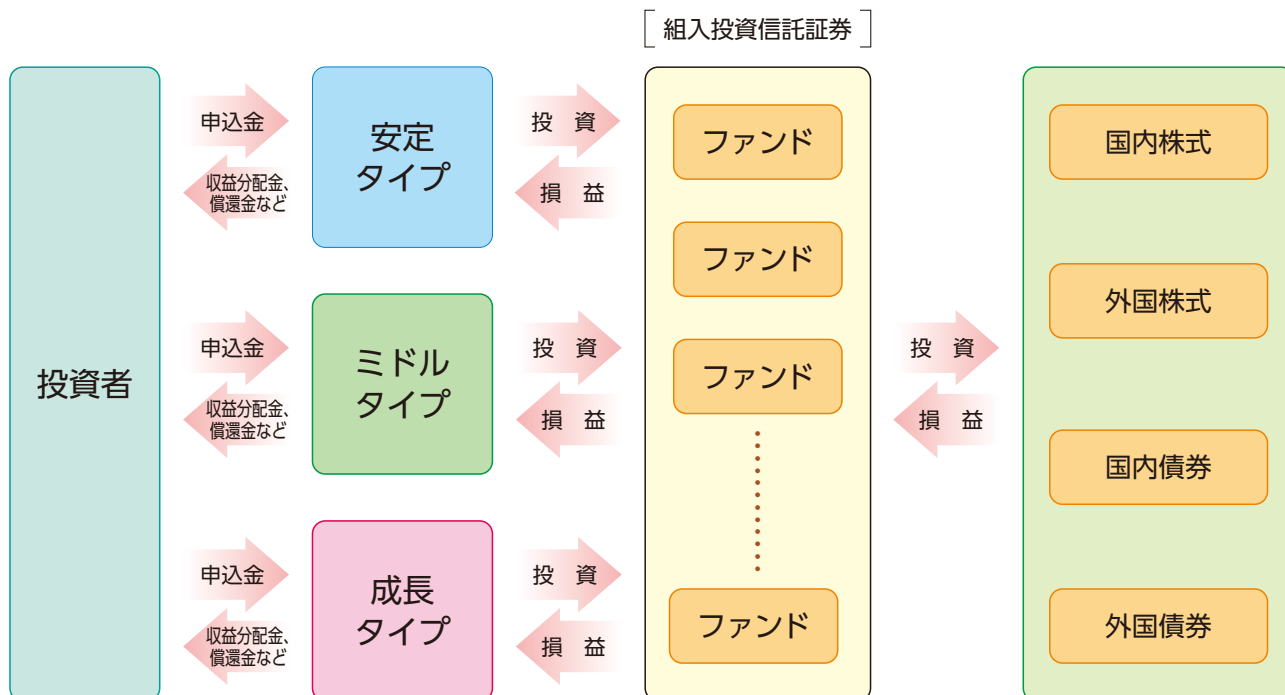 組入投資信託証券
投資者
申込金
収益分配金、
償還金など
安定
タイプ
投 資
損 益
申込金
収益分配金、
償還金など
ミドル
タイプ
投 資
損 益
申込金
収益分配金、
償還金など
成長
タイプ
投 資
損 益
ファンド
ファンド
ファンド
ファンド
投 資
損 益
国内株式
外国株式
国内債券
外国債券